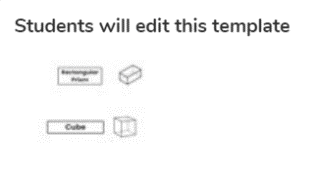 Students will edit this template
Rectangular
Prism
Cube